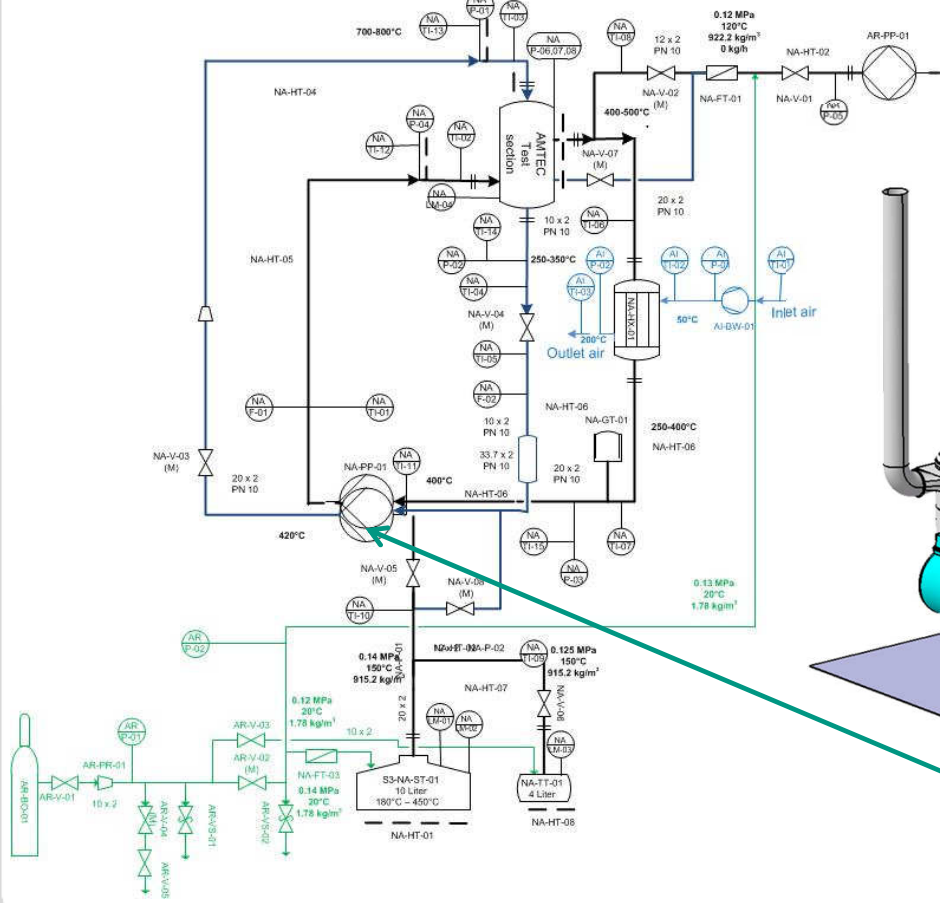 NA
P-01
NA
TI-03
NA
TI-13
700-800°C
NA
P-06,07,08
NA
TI-08
12 x 2
PN 10
0.12 MPa
120°C
922.2 kg/m³
0 kg/h
AR-PP-01
NA-HT-02
NA-V-02
(M)
NA-FT-01
NA-V-01
P-05
NA-HT-04
400-500°C
NA
P-04
NA
TI-12
NA
TI-02
AMTEC
Test
section
NA-V-07
(M)
NA
LM-04
20 x 2
PN 10
NA
TI-06
10 x 2
PN 10
NA
TI-14
NA
P-02
250-350°C
NA-HT-05
NA
TI-04
AI
P-02
AI
TI-02
AI
P-01
AI
TI-01
AI
TI-03
NA-HX-01
NA-V-04
(M)
50°C
AI-BW-01
Inlet air
200°C
Outlet air
NA
TI-05
NA
F-02
NA
F-01
NA
TI-01
NA-HT-06
NA-GT-01
10 x 2
PN 10
250-400°C
NA-HT-06
NA-V-03
(M)
33.7 x 2
PN 10
20 x 2
PN 10
20 x 2
PN 10
NA-PP-01
NA
TI-11
400°C
NA-HT-06
420°C
NA
TI-15
NA
TI-07
NA
P-03
NA-V-05
(M)
NA-V-08
(M)
0.13 MPa
20°C
1.78 kg/m³
NA
TI-10
AR
P-02
0.14 MPa
150°C
915.2 kg/m³
NA-P-02
NA
TI-09
0.125 MPa
150°C
915.2 kg/m³
20 x 2
NA-HT-07
NA-V-06
0.12 MPa
20°C
1.78 kg/m³
NA
LM-01
NA
LM-02
AR
P-01
AR-V-03
10 x 2
NA
LM-03
AR-PR-01
AR-V-02
(M)
NA-FT-03
S3-NA-ST-01
10 Liter
180°C – 450°C
NA-TT-01
4 Liter
AR-BO-01
AR-V-01
10 x 2
0.14 MPa
20°C
1.78 kg/m³
AR-V-04
(M)
AR-VS-01
AR-VS-02
NA-HT-01
NA-HT-08
AR-V-05